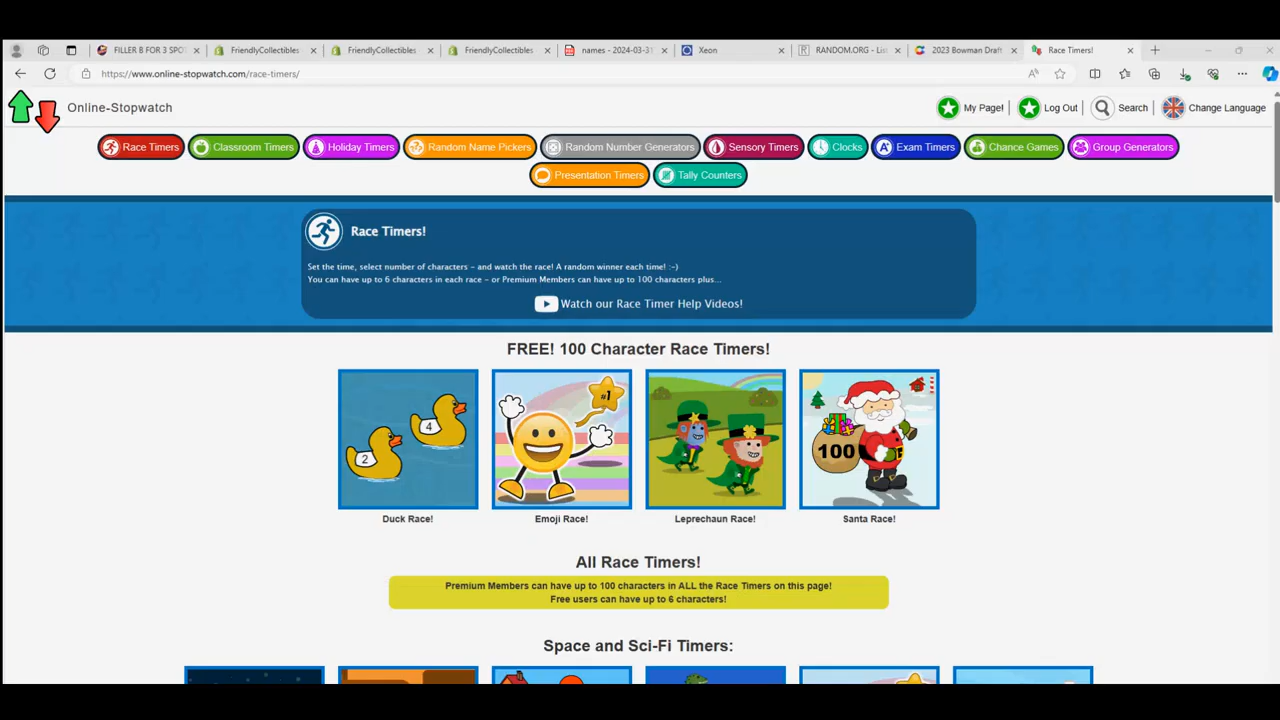 FILLER B FOR 3 SPOT
FriendlyCollectibles
FriendlyCollectibles
FriendlyCollectibles
names - 2024-03-31
Xeon
RANDOM.ORG - List
2023 Bowman Draft
Race Timers!
https://www.online-stopwatch.com/race-timers/
Online-Stopwatch
My Page!
Log Out
Search
Change Language
Race Timers
Classroom Timers
Holiday Timers
Random Name Pickers
Random Number Generators
Sensory Timers
Clocks
Exam Timers
Chance Games
Group Generators
Presentation Timers
Tally Counters
Race Timers!
Set the time, select number of characters - and watch the race! A random winner each time! :-)
You can have up to 6 characters in each race - or Premium Members can have up to 100 characters plus...
Watch our Race Timer Help Videos!
FREE! 100 Character Race Timers!
4
2
#1
100
Duck Race!
Emoji Race!
Leprechaun Race!
Santa Race!
All Race Timers!
Premium Members can have up to 100 characters in ALL the Race Timers on this page!
Free users can have up to 6 characters!
Space and Sci-Fi Timers: